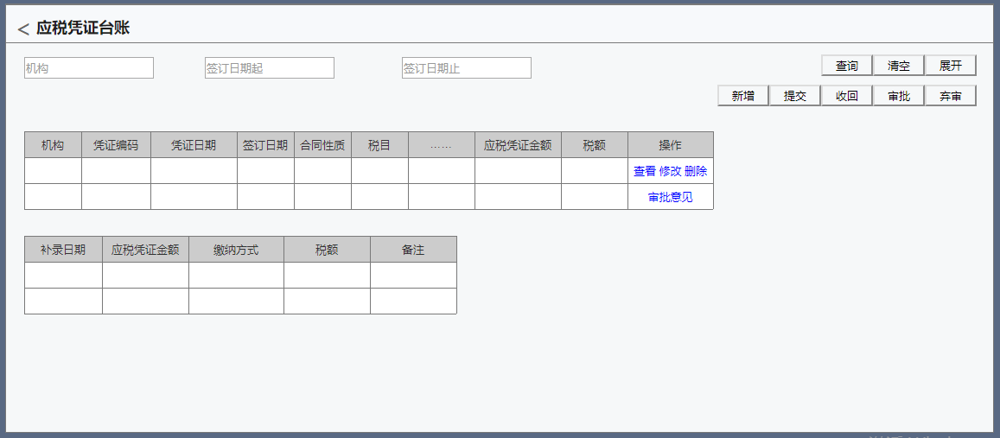 < 应税凭证台账
机构 签订日期起 签订日期止 查询 清空 展开
新增 提交 收回 审批 弃审
机构 凭证编码 凭证日期 签订日期 合同性质 税目 …… 应税凭证金额 税额 操作
查看 修改 删除
审批意见
补录日期 应税凭证金额 缴纳方式 税额 备注